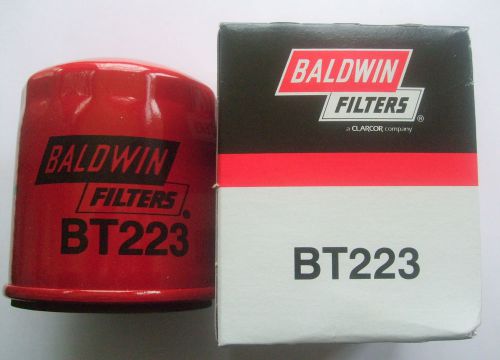 BALDWIN
FILTERS®
BT223
BALDWIN
FILTERS®
a CLARCOR company
BT223